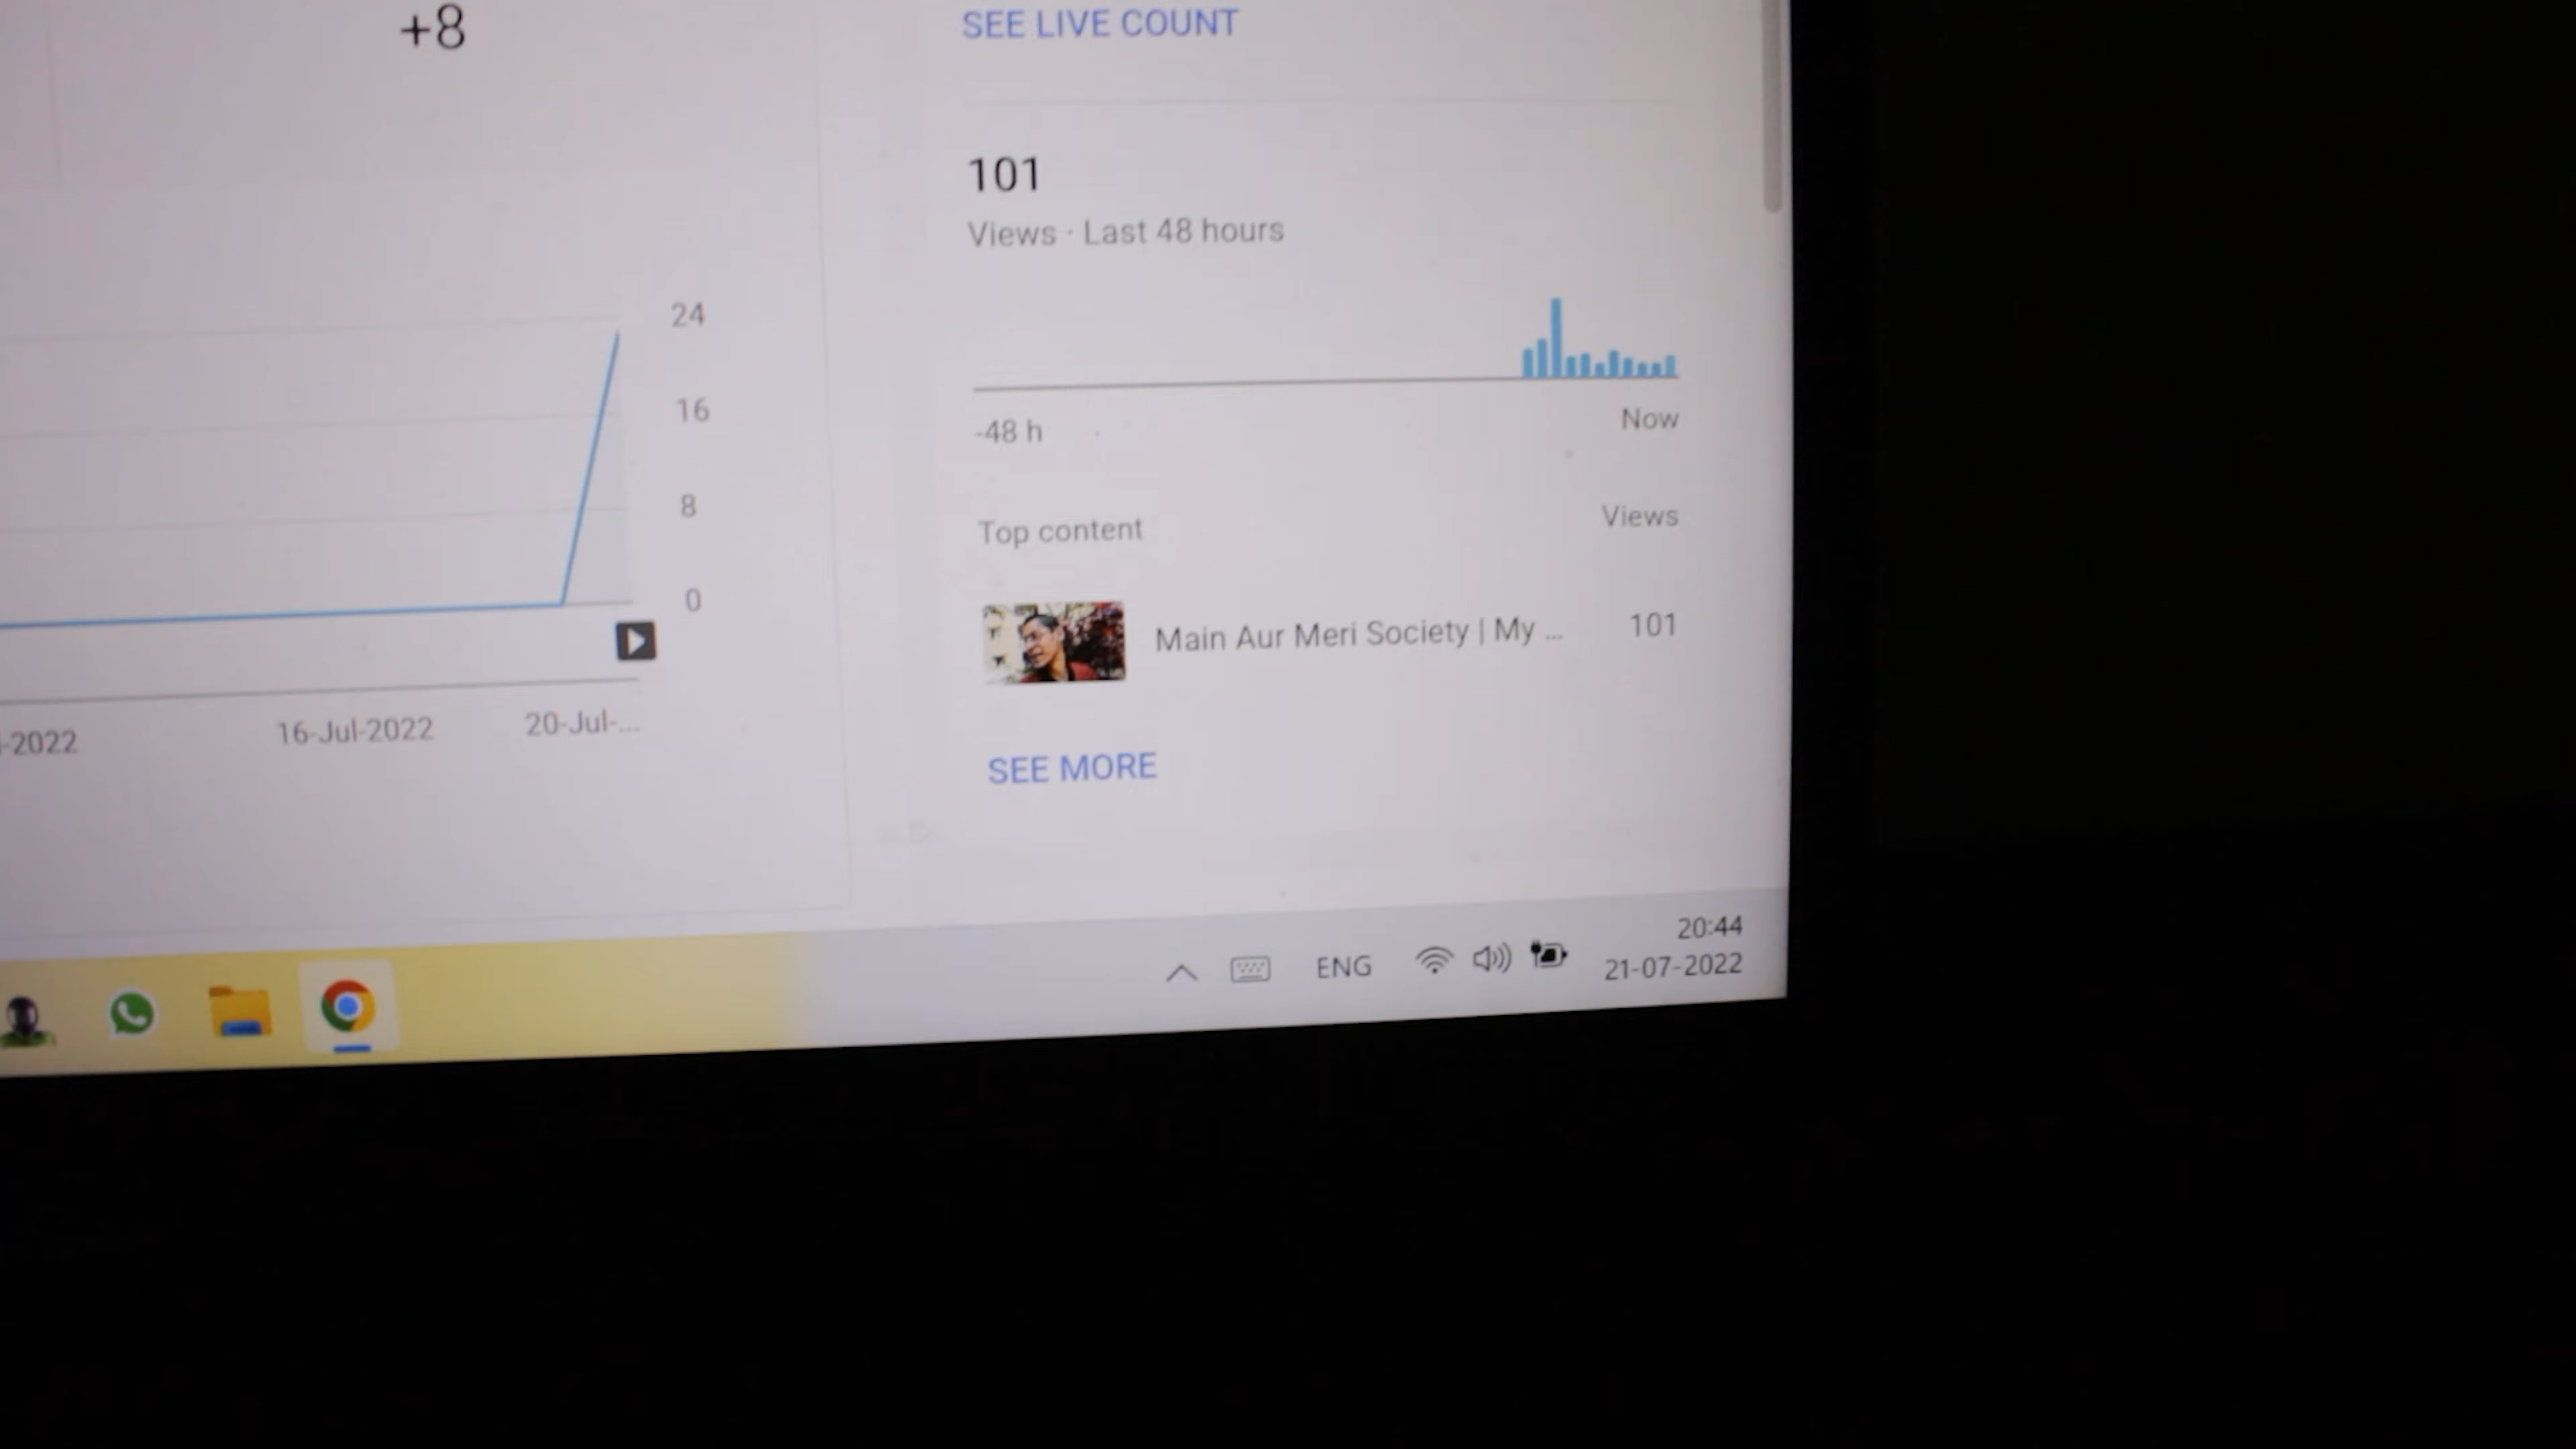 +8
24
16
8
0
-2022
16-Jul-2022
20-Jul-...
SEE LIVE COUNT
101
Views · Last 48 hours
-48 h
Now
Top content
Views
Main Aur Meri Society | My ...
101
SEE MORE
ENG
20:44
21-07-2022